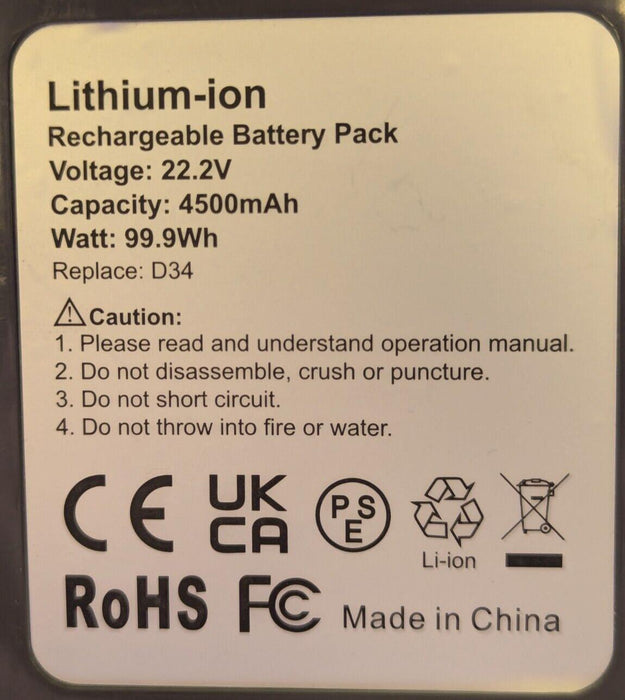 Lithium-ion
Rechargeable Battery Pack
Voltage: 22.2V
Capacity: 4500mAh
Watt: 99.9Wh
Replace: D34
Caution:
1. Please read and understand operation manual.
2. Do not disassemble, crush or puncture.
3. Do not short circuit.
4. Do not throw into fire or water.
CE UK CA PSE
Li-ion
RoHS FC Made in China